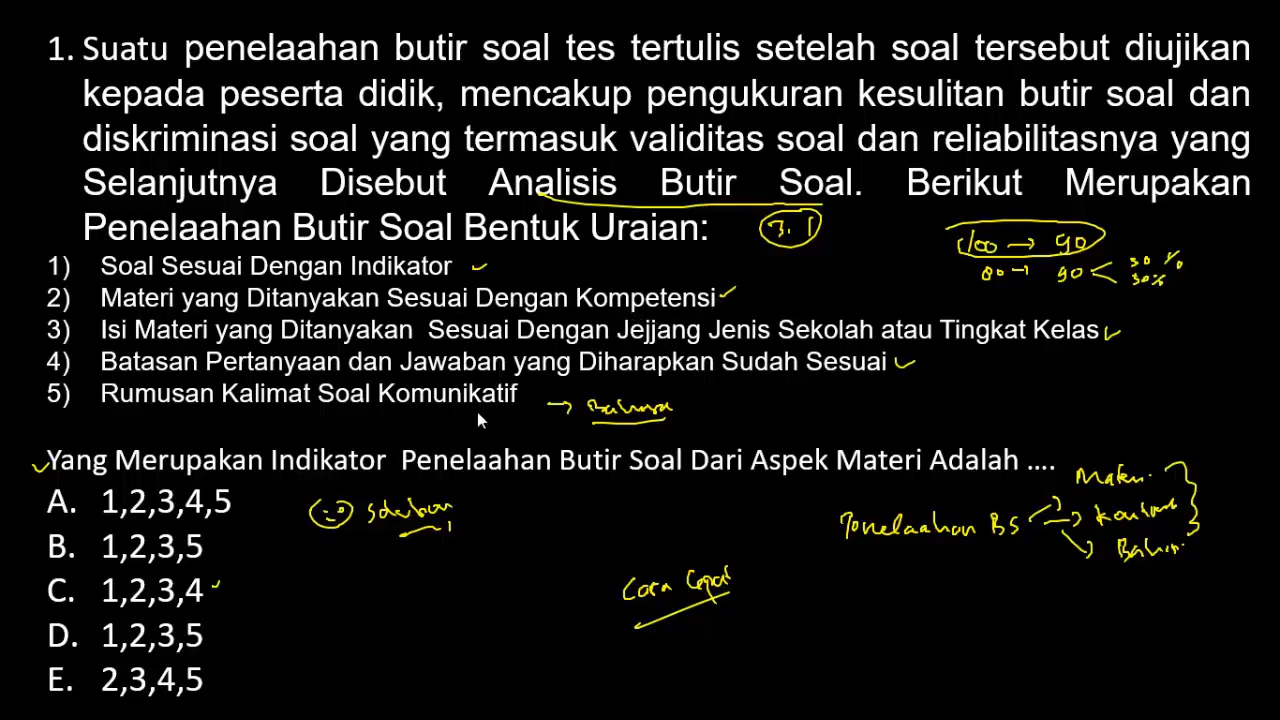 1. Suatu penelaahan butir soal tes tertulis setelah soal tersebut diujikan
kepada peserta didik, mencakup pengukuran kesulitan butir soal dan
diskriminasi soal yang termasuk validitas soal dan reliabilitasnya yang
Selanjutnya Disebut Analisis Butir Soal. Berikut Merupakan
Penelaahan Butir Soal Bentuk Uraian:
1) Soal Sesuai Dengan Indikator
2) Materi yang Ditanyakan Sesuai Dengan Kompetensi
3) Isi Materi yang Ditanyakan Sesuai Dengan Jejjang Jenis Sekolah atau Tingkat Kelas
4) Batasan Pertanyaan dan Jawaban yang Diharapkan Sudah Sesuai
5) Rumusan Kalimat Soal Komunikatif
100 → 90
80 → 90
30 %
30%
→ Bahasa
Yang Merupakan Indikator Penelaahan Butir Soal Dari Aspek Materi Adalah ....
A. 1,2,3,4,5
B. 1,2,3,5
C. 1,2,3,4
D. 1,2,3,5
E. 2,3,4,5
Penelaahan BS
Cara Cepat